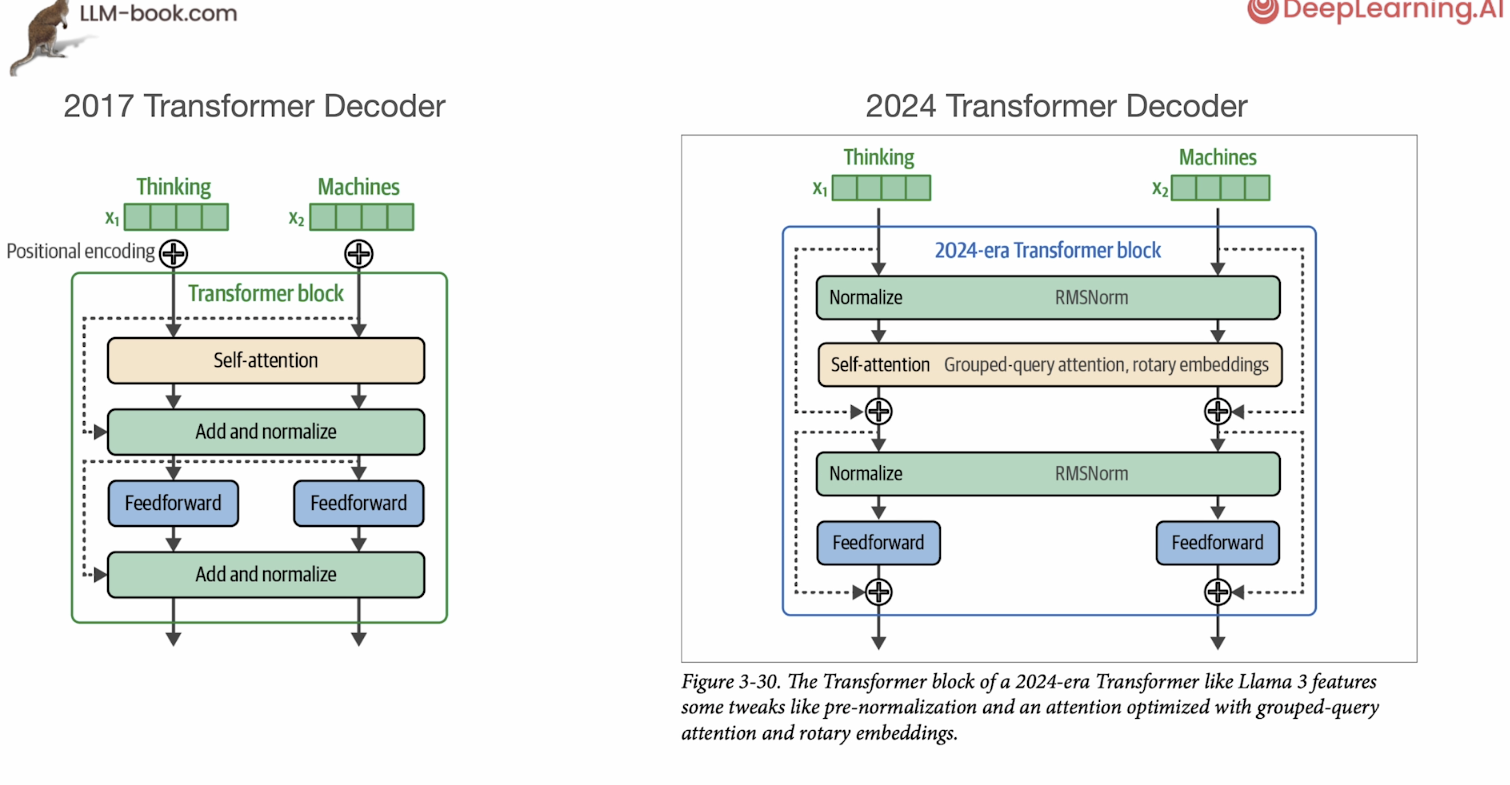 LLM-book.com
DeepLearning.AI
2017 Transformer Decoder
Thinking
Machines
x1
x2
Positional encoding
Transformer block
Self-attention
Add and normalize
Feedforward
Feedforward
Add and normalize
2024 Transformer Decoder
Thinking
Machines
x1
x2
2024-era Transformer block
Normalize RMSNorm
Self-attention Grouped-query attention, rotary embeddings
Normalize RMSNorm
Feedforward
Feedforward
Figure 3-30. The Transformer block of a 2024-era Transformer like Llama 3 features
some tweaks like pre-normalization and an attention optimized with grouped-query
attention and rotary embeddings.